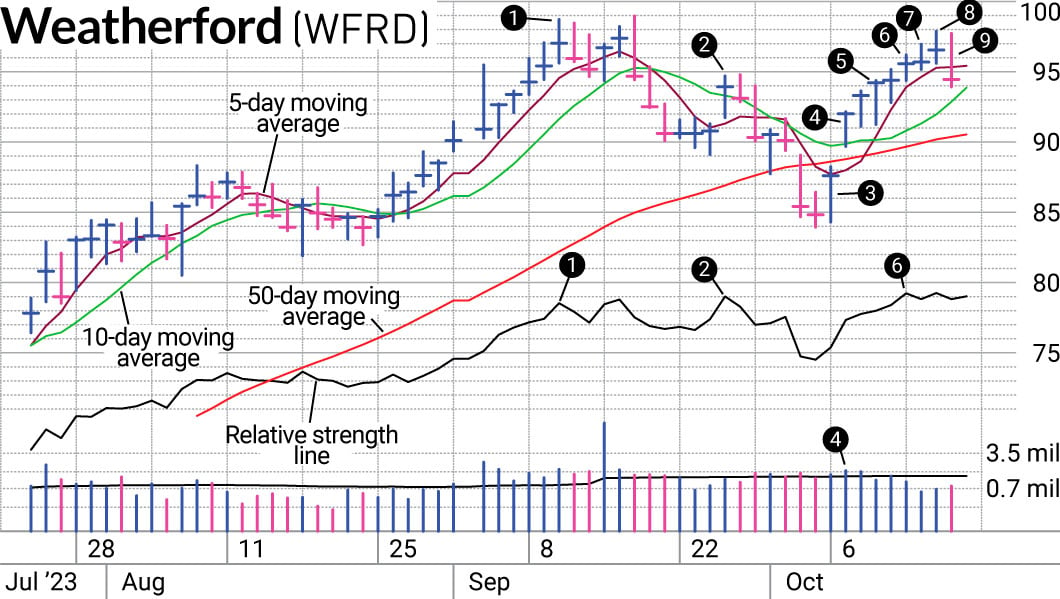 Weatherford (WFRD)
1
8
100
7
9
6
2
5
95
5-day moving
average
4
90
3
85
1
2
6
80
50-day moving
average
10-day moving
average
75
Relative strength
line
4
3.5 mil
0.7 mil
28
11
25
8
22
6
Jul ’23
Aug
Sep
Oct